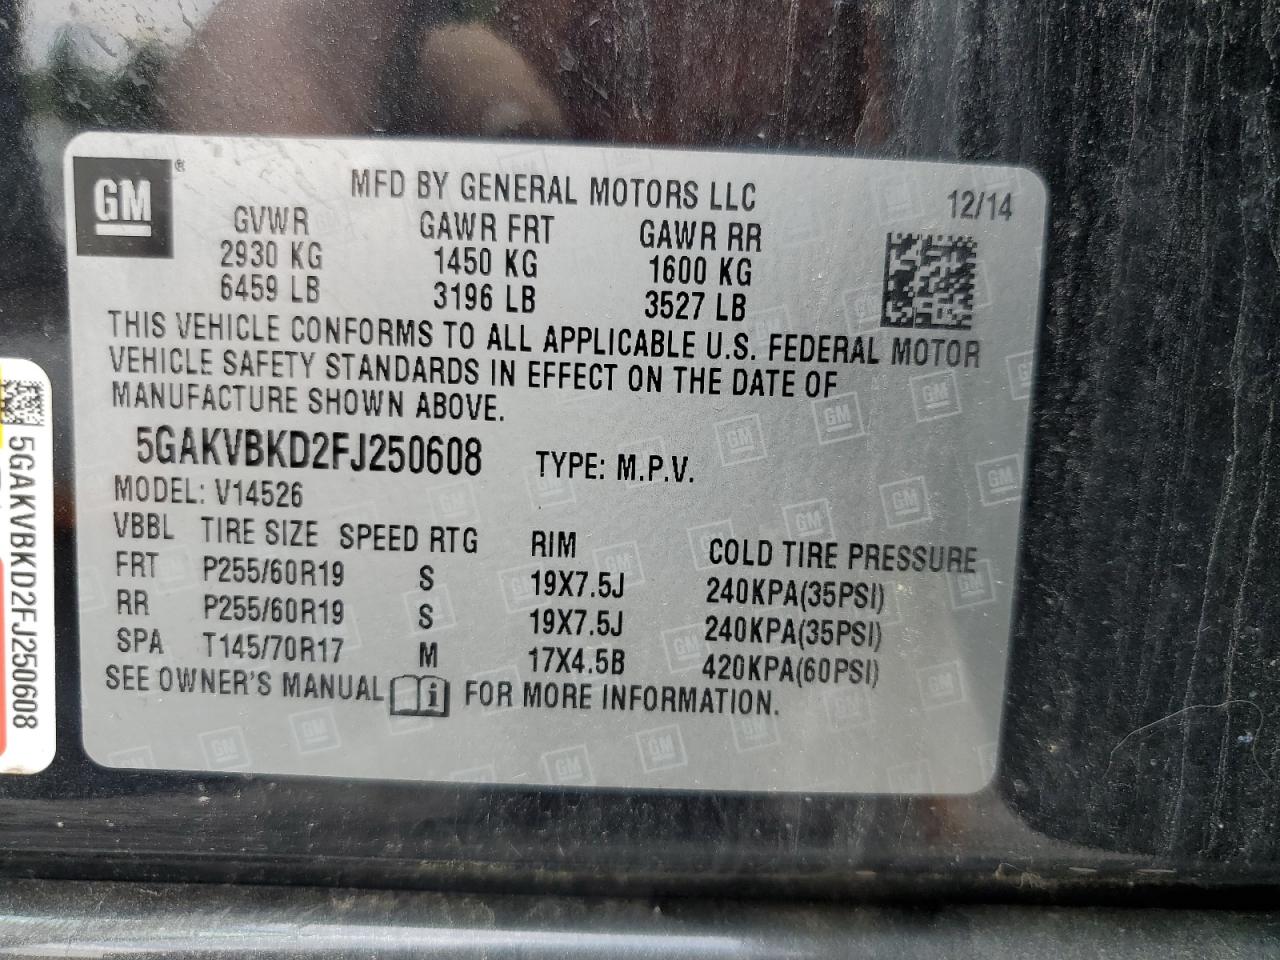 GM®
MFD BY GENERAL MOTORS LLC
12/14
GVWR GAWR FRT GAWR RR
2930 KG 1450 KG 1600 KG
6459 LB 3196 LB 3527 LB
THIS VEHICLE CONFORMS TO ALL APPLICABLE U.S. FEDERAL MOTOR
VEHICLE SAFETY STANDARDS IN EFFECT ON THE DATE OF
MANUFACTURE SHOWN ABOVE.
5GAKVBKD2FJ250608 TYPE: M.P.V.
MODEL: V14526
VBBL TIRE SIZE SPEED RTG RIM COLD TIRE PRESSURE
FRT P255/60R19 S 19X7.5J 240KPA(35PSI)
RR P255/60R19 S 19X7.5J 240KPA(35PSI)
SPA T145/70R17 M 17X4.5B 420KPA(60PSI)
SEE OWNER'S MANUAL i FOR MORE INFORMATION.
5GAKVBKD2FJ250608